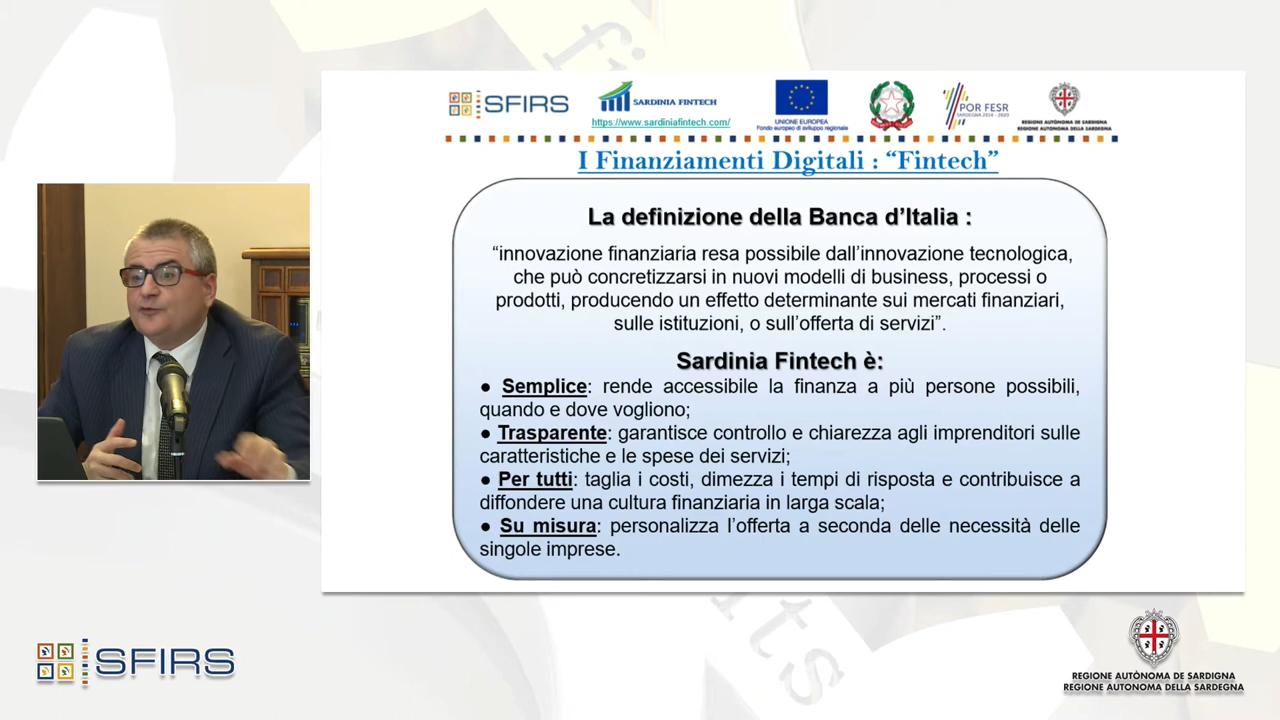 SFIRS
SARDINIA FINTECH
https://www.sardiniafintech.com/
UNIONE EUROPEA
Fondo europeo di sviluppo regionale
POR FESR
SARDEGNA 2014 - 2020
REGIONE AUTÒNOMA DE SARDIGNA
REGIONE AUTONOMA DELLA SARDEGNA
I Finanziamenti Digitali : “Fintech”
La definizione della Banca d’Italia :
“innovazione finanziaria resa possibile dall’innovazione tecnologica,
che può concretizzarsi in nuovi modelli di business, processi o
prodotti, producendo un effetto determinante sui mercati finanziari,
sulle istituzioni, o sull’offerta di servizi”.
Sardinia Fintech è:
● Semplice: rende accessibile la finanza a più persone possibili,
quando e dove vogliono;
● Trasparente: garantisce controllo e chiarezza agli imprenditori sulle
caratteristiche e le spese dei servizi;
● Per tutti: taglia i costi, dimezza i tempi di risposta e contribuisce a
diffondere una cultura finanziaria in larga scala;
● Su misura: personalizza l’offerta a seconda delle necessità delle
singole imprese.
SFIRS
REGIONE AUTÒNOMA DE SARDIGNA
REGIONE AUTONOMA DELLA SARDEGNA